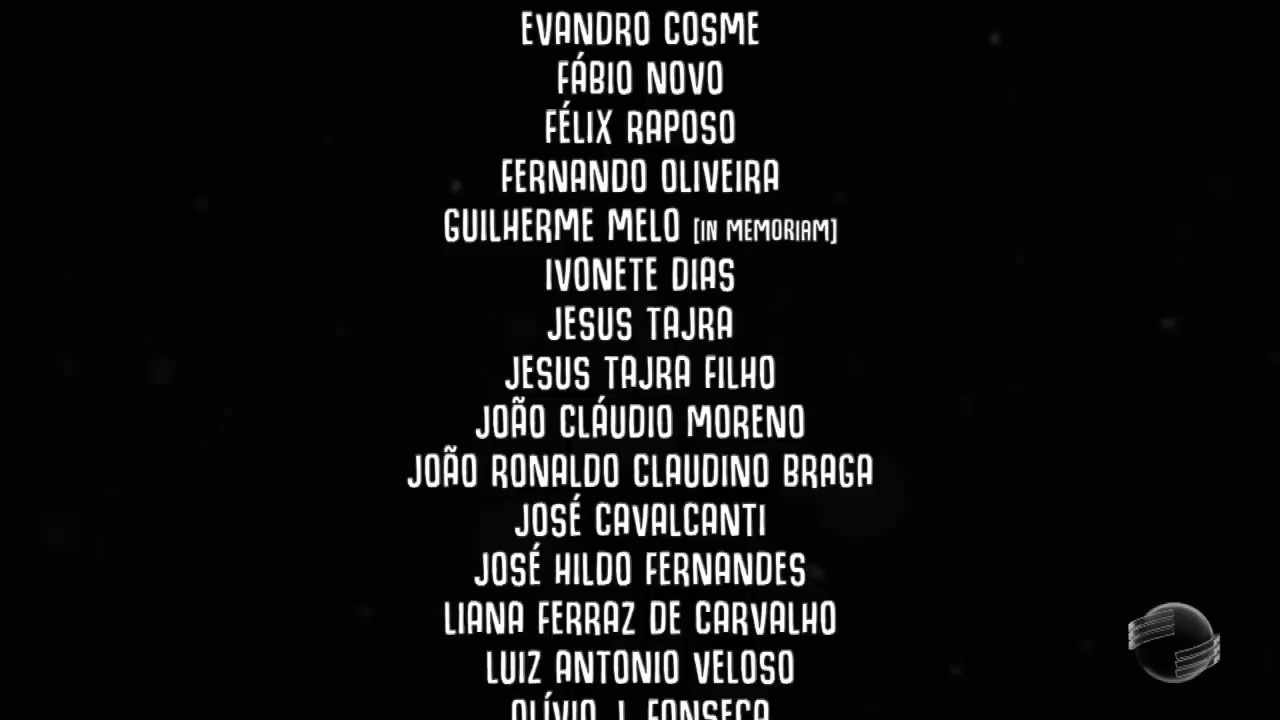 EVANDRO COSME
FÁBIO NOVO
FÉLIX RAPOSO
FERNANDO OLIVEIRA
GUILHERME MELO [IN MEMORIAM]
IVONETE DIAS
JESUS TAJRA
JESUS TAJRA FILHO
JOÃO CLÁUDIO MORENO
JOÃO RONALDO CLAUDINO BRAGA
JOSÉ CAVALCANTI
JOSÉ HILDO FERNANDES
LIANA FERRAZ DE CARVALHO
LUIZ ANTONIO VELOSO
OLÍVIO J. FONSECA